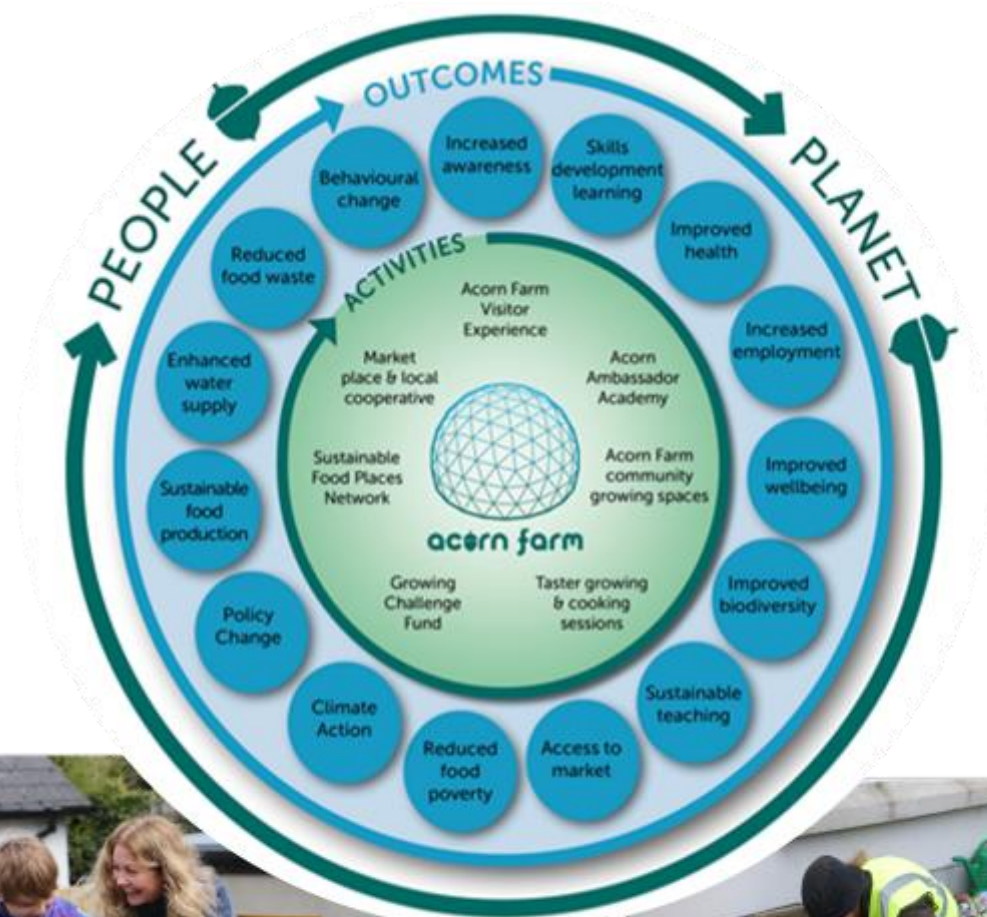 OUTCOMES
PEOPLE
PLANET
Increased
awareness
Skills
development
learning
Improved
health
Increased
employment
Improved
wellbeing
Improved
biodiversity
Sustainable
teaching
Access to
market
Reduced
food
poverty
Climate
Action
Policy
Change
Sustainable
food
production
Enhanced
water
supply
Reduced
food waste
Behavioural
change
ACTIVITIES
Acorn Farm
Visitor
Experience
Acorn
Ambassador
Academy
Acorn Farm
community
growing spaces
Taster growing
& cooking
sessions
Growing
Challenge
Fund
Sustainable
Food Places
Network
Market
place & local
cooperative
acorn farm